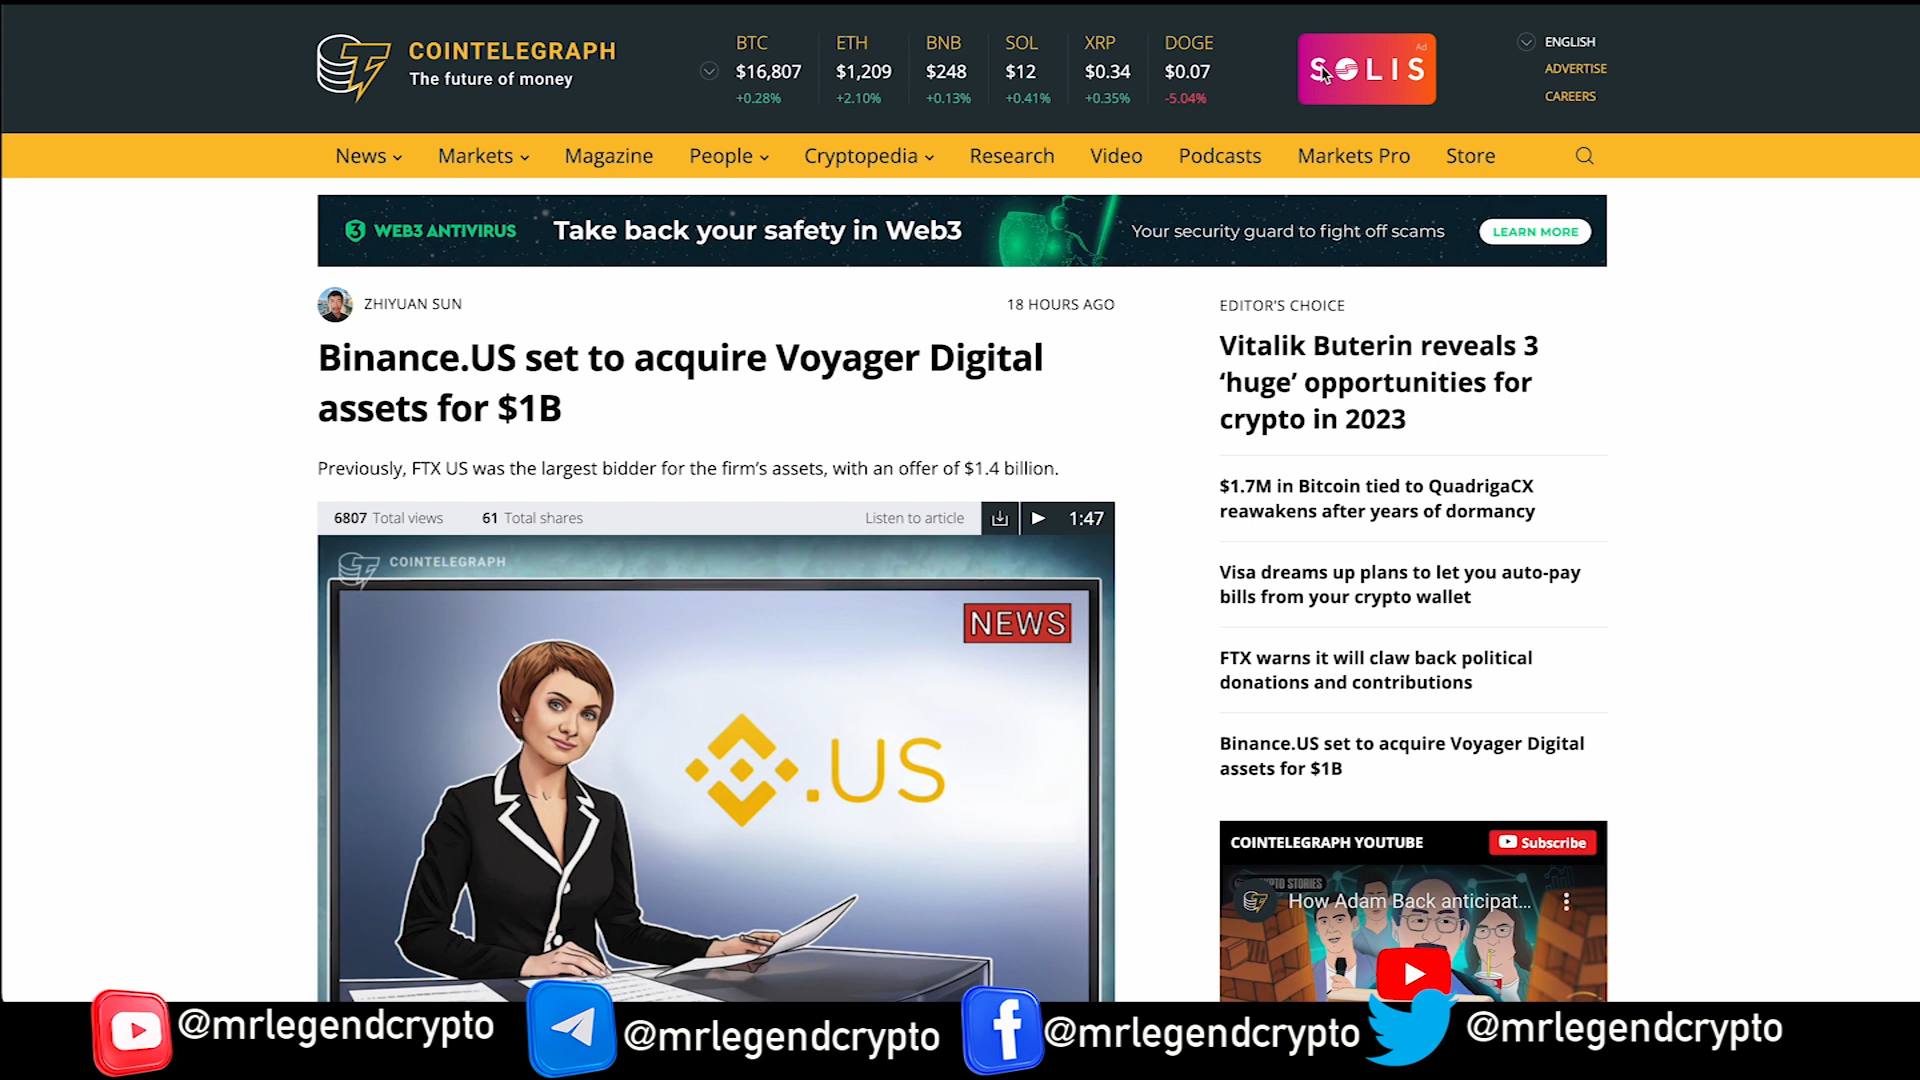 COINTELEGRAPH
The future of money
BTC
$16,807
+0.28%
ETH
$1,209
+2.10%
BNB
$248
+0.13%
SOL
$12
+0.41%
XRP
$0.34
+0.35%
DOGE
$0.07
-5.04%
Ad
SOLIS
ENGLISH
ADVERTISE
CAREERS
News Markets Magazine People Cryptopedia Research Video Podcasts Markets Pro Store
WEB3 ANTIVIRUS Take back your safety in Web3 Your security guard to fight off scams LEARN MORE
ZHIYUAN SUN 18 HOURS AGO
Binance.US set to acquire Voyager Digital
assets for $1B
Previously, FTX US was the largest bidder for the firm's assets, with an offer of $1.4 billion.
6807 Total views 61 Total shares Listen to article 1:47
COINTELEGRAPH
NEWS
.US
EDITOR'S CHOICE
Vitalik Buterin reveals 3
‘huge’ opportunities for
crypto in 2023
$1.7M in Bitcoin tied to QuadrigaCX
reawakens after years of dormancy
Visa dreams up plans to let you auto-pay
bills from your crypto wallet
FTX warns it will claw back political
donations and contributions
Binance.US set to acquire Voyager Digital
assets for $1B
COINTELEGRAPH YOUTUBE Subscribe
STORIES
How Adam Back anticipat...
@mrlegendcrypto @mrlegendcrypto @mrlegendcrypto @mrlegendcrypto